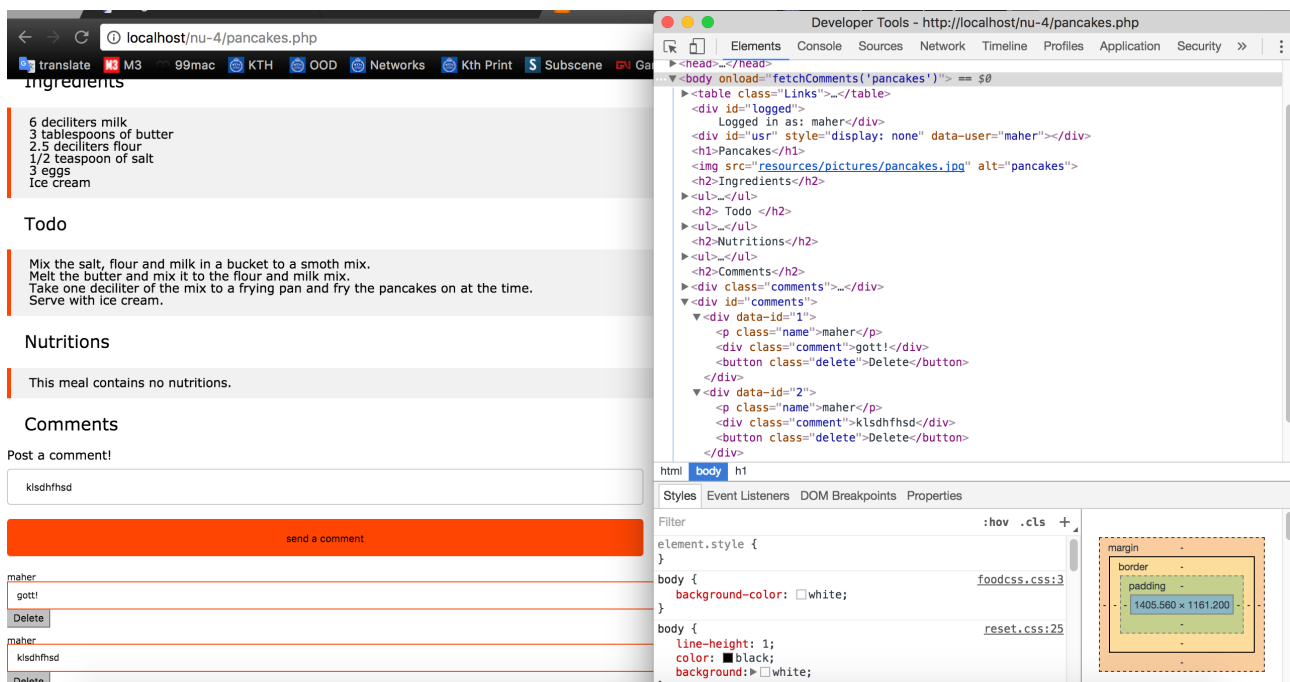 localhost/nu-4/pancakes.php
translate M3 M3 99mac KTH OOD Networks Kth Print S Subscene GN
Ingredients
6 deciliters milk
3 tablespoons of butter
2.5 deciliters flour
1/2 teaspoon of salt
3 eggs
Ice cream
Todo
Mix the salt, flour and milk in a bucket to a smoth mix.
Melt the butter and mix it to the flour and milk mix.
Take one deciliter of the mix to a frying pan and fry the pancakes on at the time.
Serve with ice cream.
Nutritions
This meal contains no nutritions.
Comments
Post a comment!
klsdhfhsd
send a comment
maher
gott!
Delete
maher
klsdhfhsd
Delete
Developer Tools - http://localhost/nu-4/pancakes.php
Elements Console Sources Network Timeline Profiles Application Security »
▶<head>…</head>
…▼<body onload="fetchComments('pancakes')"> == $0
▶<table class="Links">…</table>
<div id="logged">
Logged in as: maher</div>
<div id="usr" style="display: none" data-user="maher"></div>
<h1>Pancakes</h1>
<img src="resources/pictures/pancakes.jpg" alt="pancakes">
<h2>Ingredients</h2>
▶<ul>…</ul>
<h2> Todo </h2>
▶<ul>…</ul>
<h2>Nutritions</h2>
▶<ul>…</ul>
<h2>Comments</h2>
▶<div class="comments">…</div>
▼<div id="comments">
▼<div data-id="1">
<p class="name">maher</p>
<div class="comment">gott!</div>
<button class="delete">Delete</button>
</div>
▼<div data-id="2">
<p class="name">maher</p>
<div class="comment">klsdhfhsd</div>
<button class="delete">Delete</button>
</div>
html body h1
Styles Event Listeners DOM Breakpoints Properties
Filter :hov .cls +
element.style {
}
body { foodcss.css:3
background-color: white;
}
body { reset.css:25
line-height: 1;
color: black;
background:▶ white;
margin -
border -
padding -
- - - 1405.560 × 1161.200 - - -
-
-
-